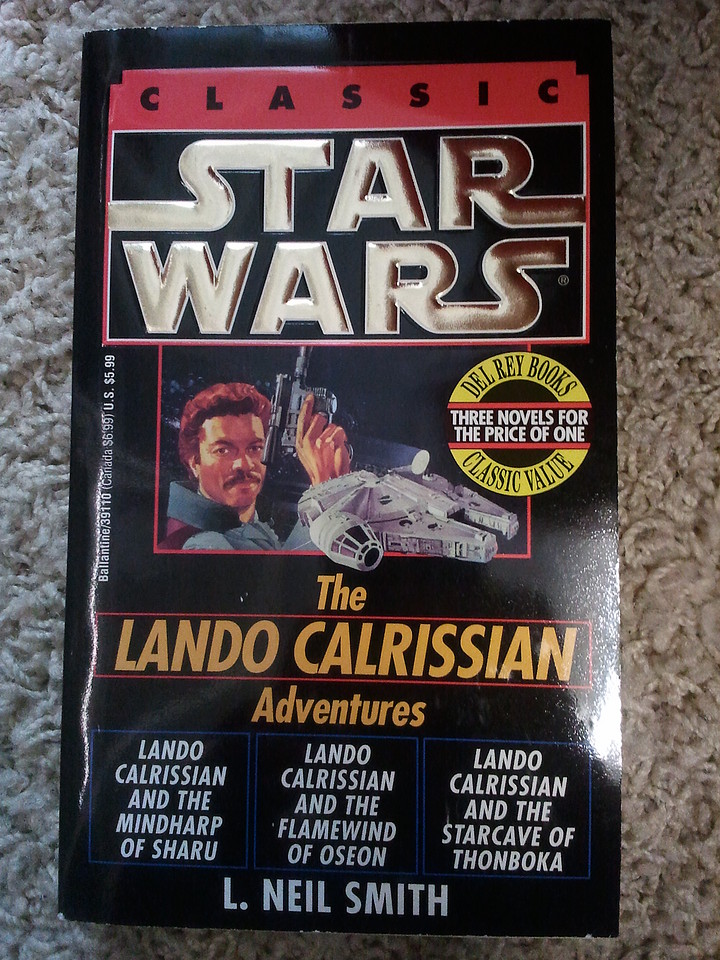 CLASSIC
STAR
WARS®
Ballantine/39110 (Canada $6.99) U.S. $5.99
DEL REY BOOKS
THREE NOVELS FOR
THE PRICE OF ONE
CLASSIC VALUE
The
LANDO CALRISSIAN
Adventures
LANDO
CALRISSIAN
AND THE
MINDHARP
OF SHARU
LANDO
CALRISSIAN
AND THE
FLAMEWIND
OF OSEON
LANDO
CALRISSIAN
AND THE
STARCAVE OF
THONBOKA
L. NEIL SMITH